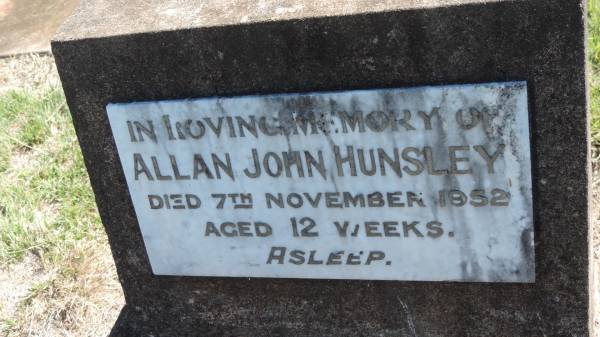 IN LOVING MEMORY OF
ALLAN JOHN HUNSLEY
DIED 7TH NOVEMBER 1952
AGED 12 WEEKS.
ASLEEP.